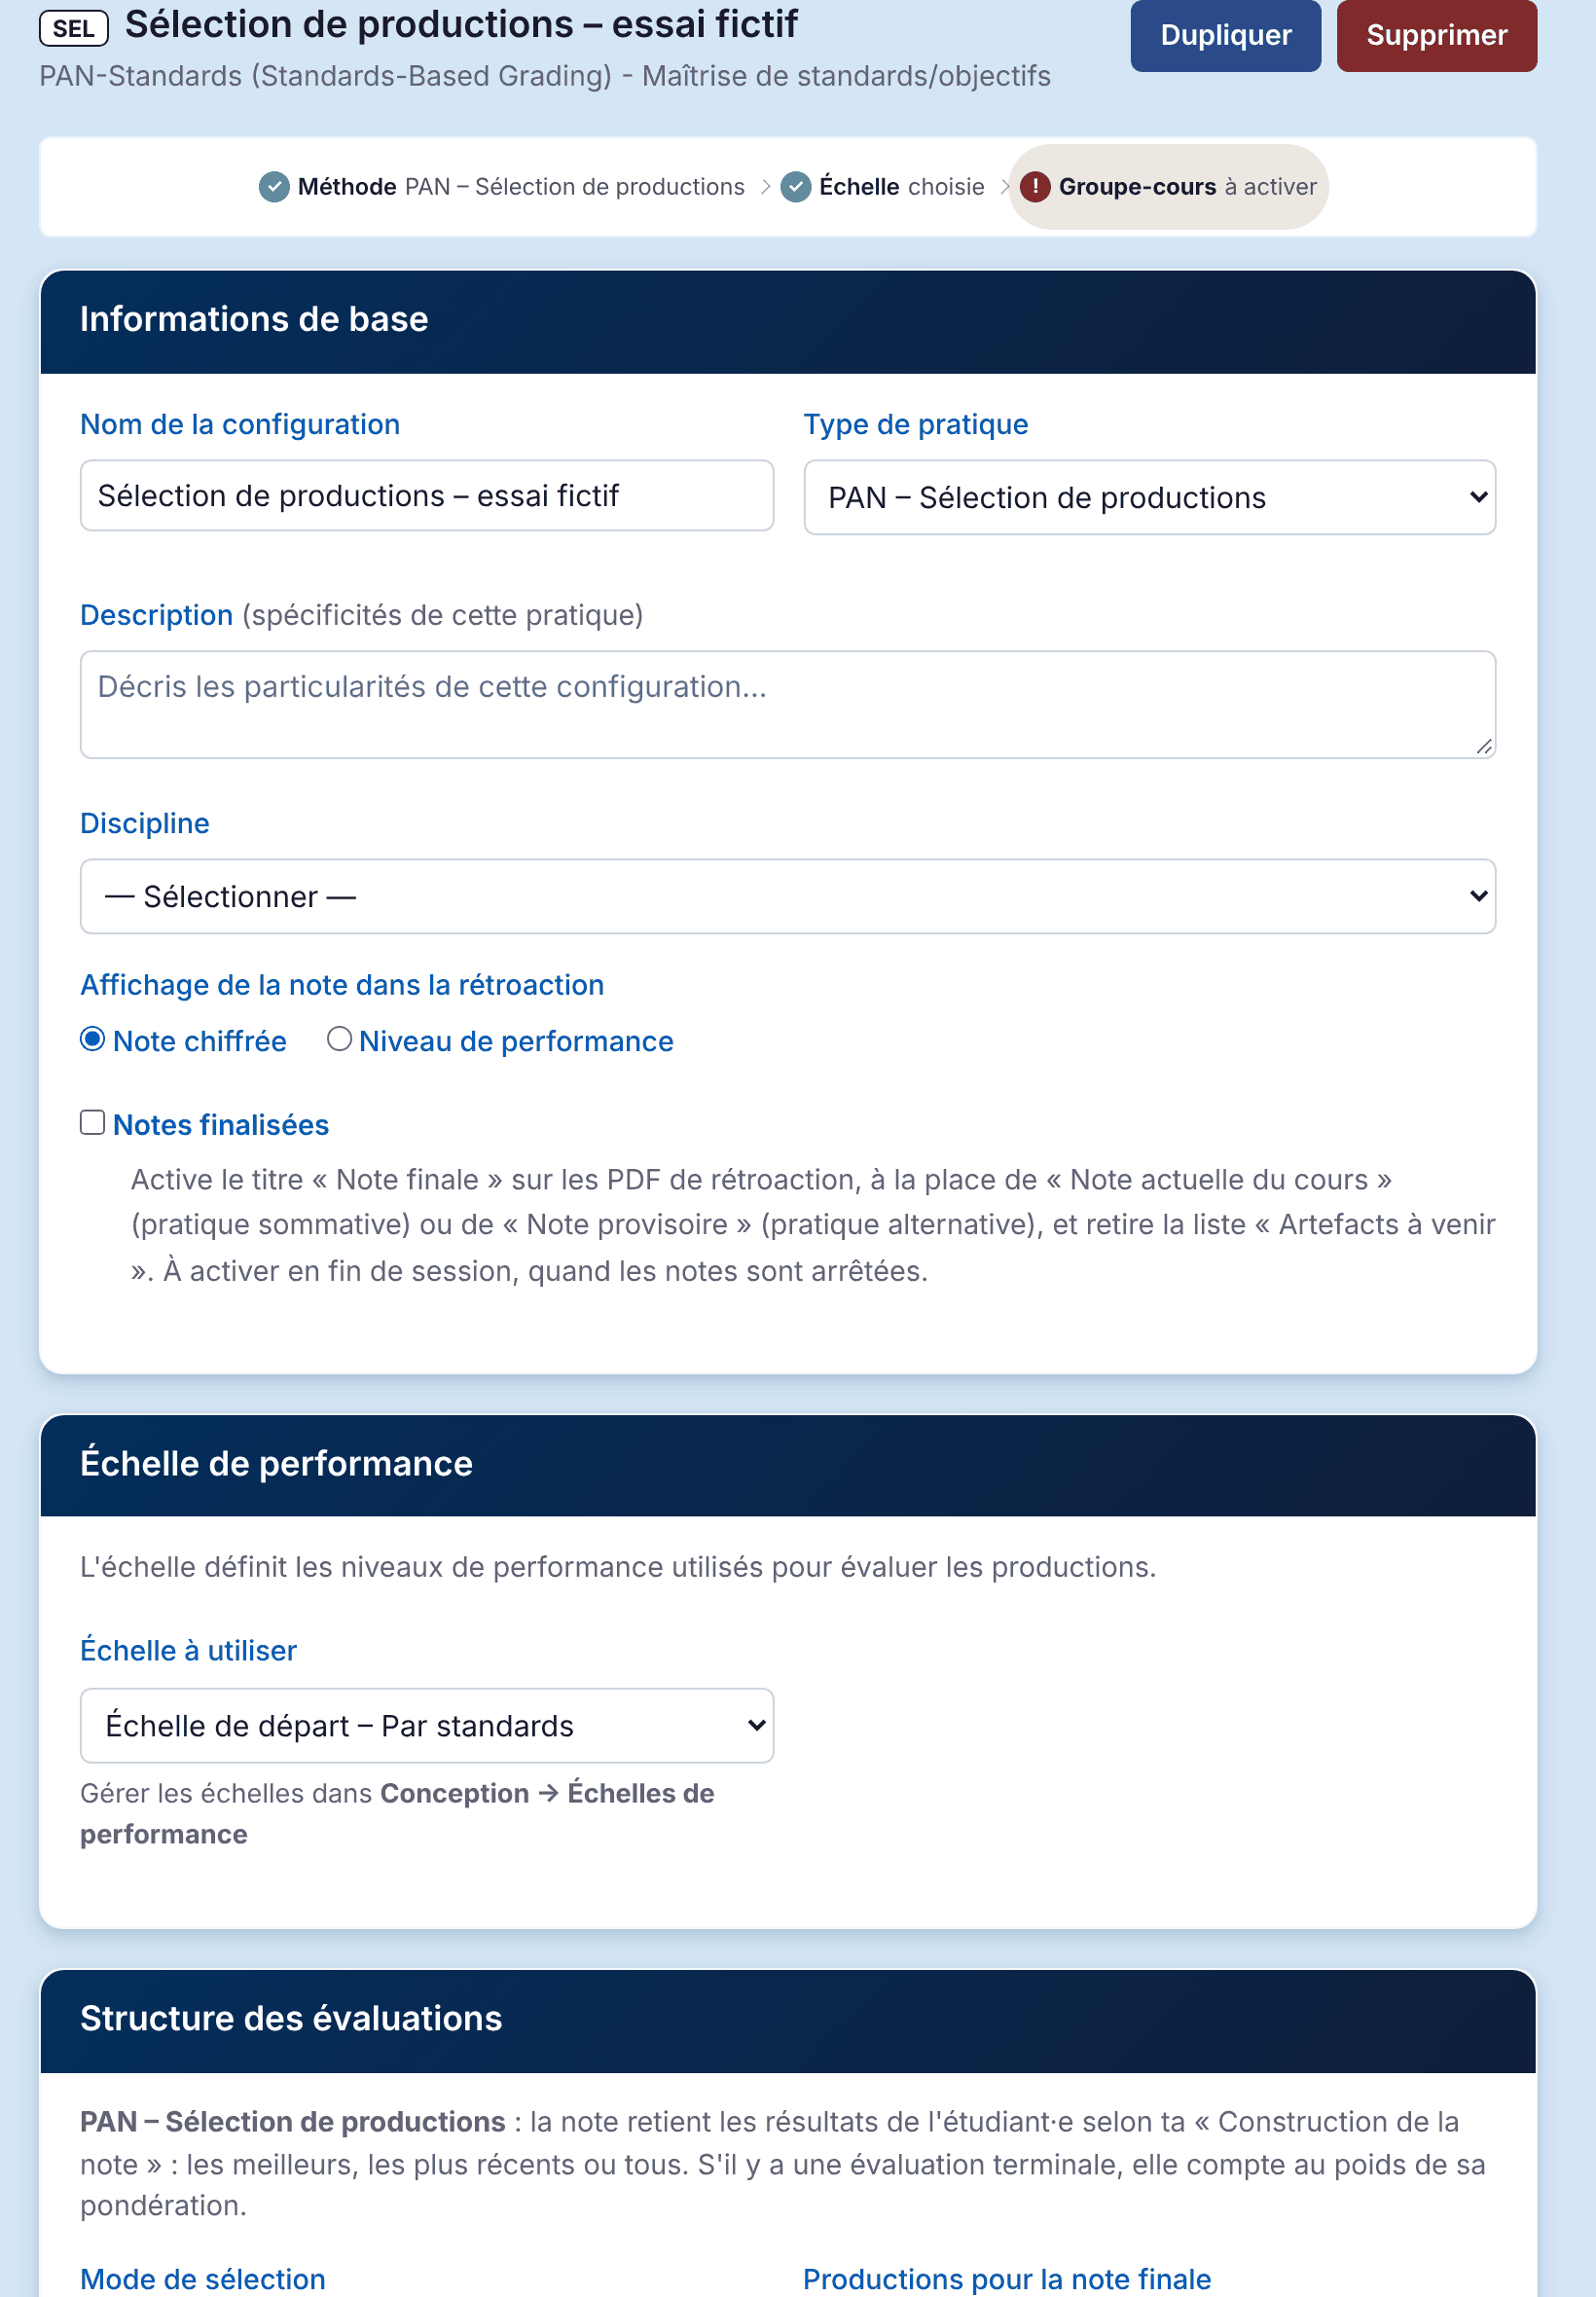 SEL Sélection de productions – essai fictif
Dupliquer
Supprimer
PAN-Standards (Standards-Based Grading) - Maîtrise de standards/objectifs
Méthode PAN – Sélection de productions > Échelle choisie > ! Groupe-cours à activer
Informations de base
Nom de la configuration
Sélection de productions – essai fictif
Type de pratique
PAN – Sélection de productions
Description (spécificités de cette pratique)
Décris les particularités de cette configuration...
Discipline
— Sélectionner —
Affichage de la note dans la rétroaction
Note chiffrée
Niveau de performance
Notes finalisées
Active le titre « Note finale » sur les PDF de rétroaction, à la place de « Note actuelle du cours »
(pratique sommative) ou de « Note provisoire » (pratique alternative), et retire la liste « Artefacts à venir
». À activer en fin de session, quand les notes sont arrêtées.
Échelle de performance
L'échelle définit les niveaux de performance utilisés pour évaluer les productions.
Échelle à utiliser
Échelle de départ – Par standards
Gérer les échelles dans Conception → Échelles de
performance
Structure des évaluations
PAN – Sélection de productions : la note retient les résultats de l'étudiant·e selon ta « Construction de la
note » : les meilleurs, les plus récents ou tous. S'il y a une évaluation terminale, elle compte au poids de sa
pondération.
Mode de sélection
Productions pour la note finale